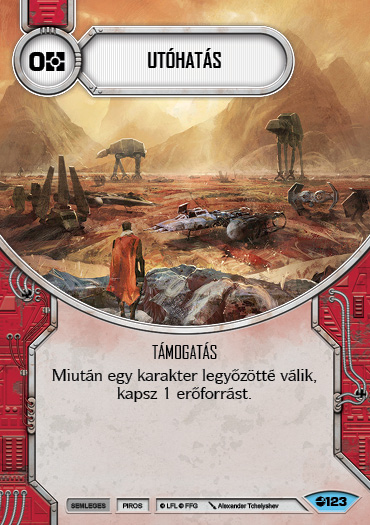 0
UTÓHATÁS
TÁMOGATÁS
Miután egy karakter legyőzötté válik,
kapsz 1 erőforrást.
SEMLEGES PIROS © LFL © FFG Alexander Tchelyshev 123